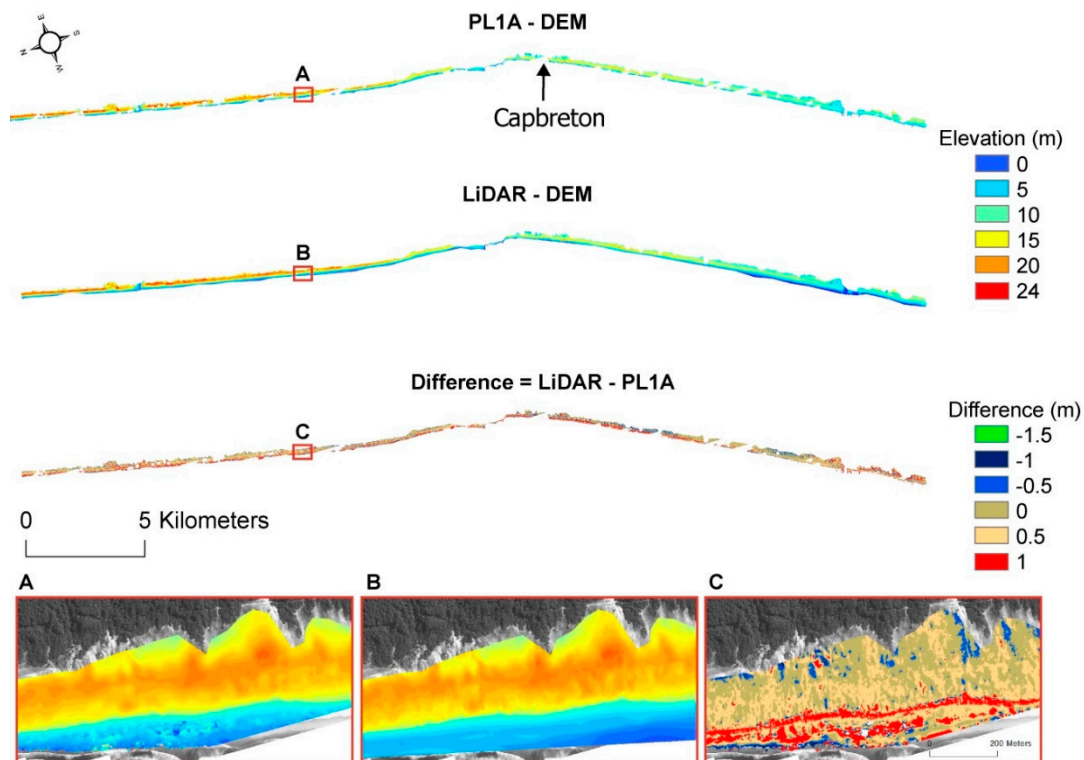 E
N
S
W
PL1A - DEM
A
Capbreton
Elevation (m)
0
5
10
15
20
24
LiDAR - DEM
B
Difference = LiDAR - PL1A
C
Difference (m)
-1.5
-1
-0.5
0
0.5
1
0 5 Kilometers
A B C
0 200 Meters